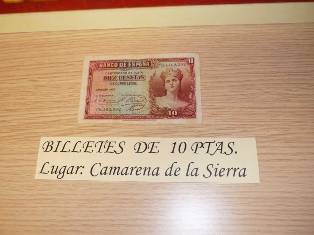 BANCO DE ESPAÑA
DIEZ PESETAS
10
BILLETES DE 10 PTAS.
Lugar: Camarena de la Sierra